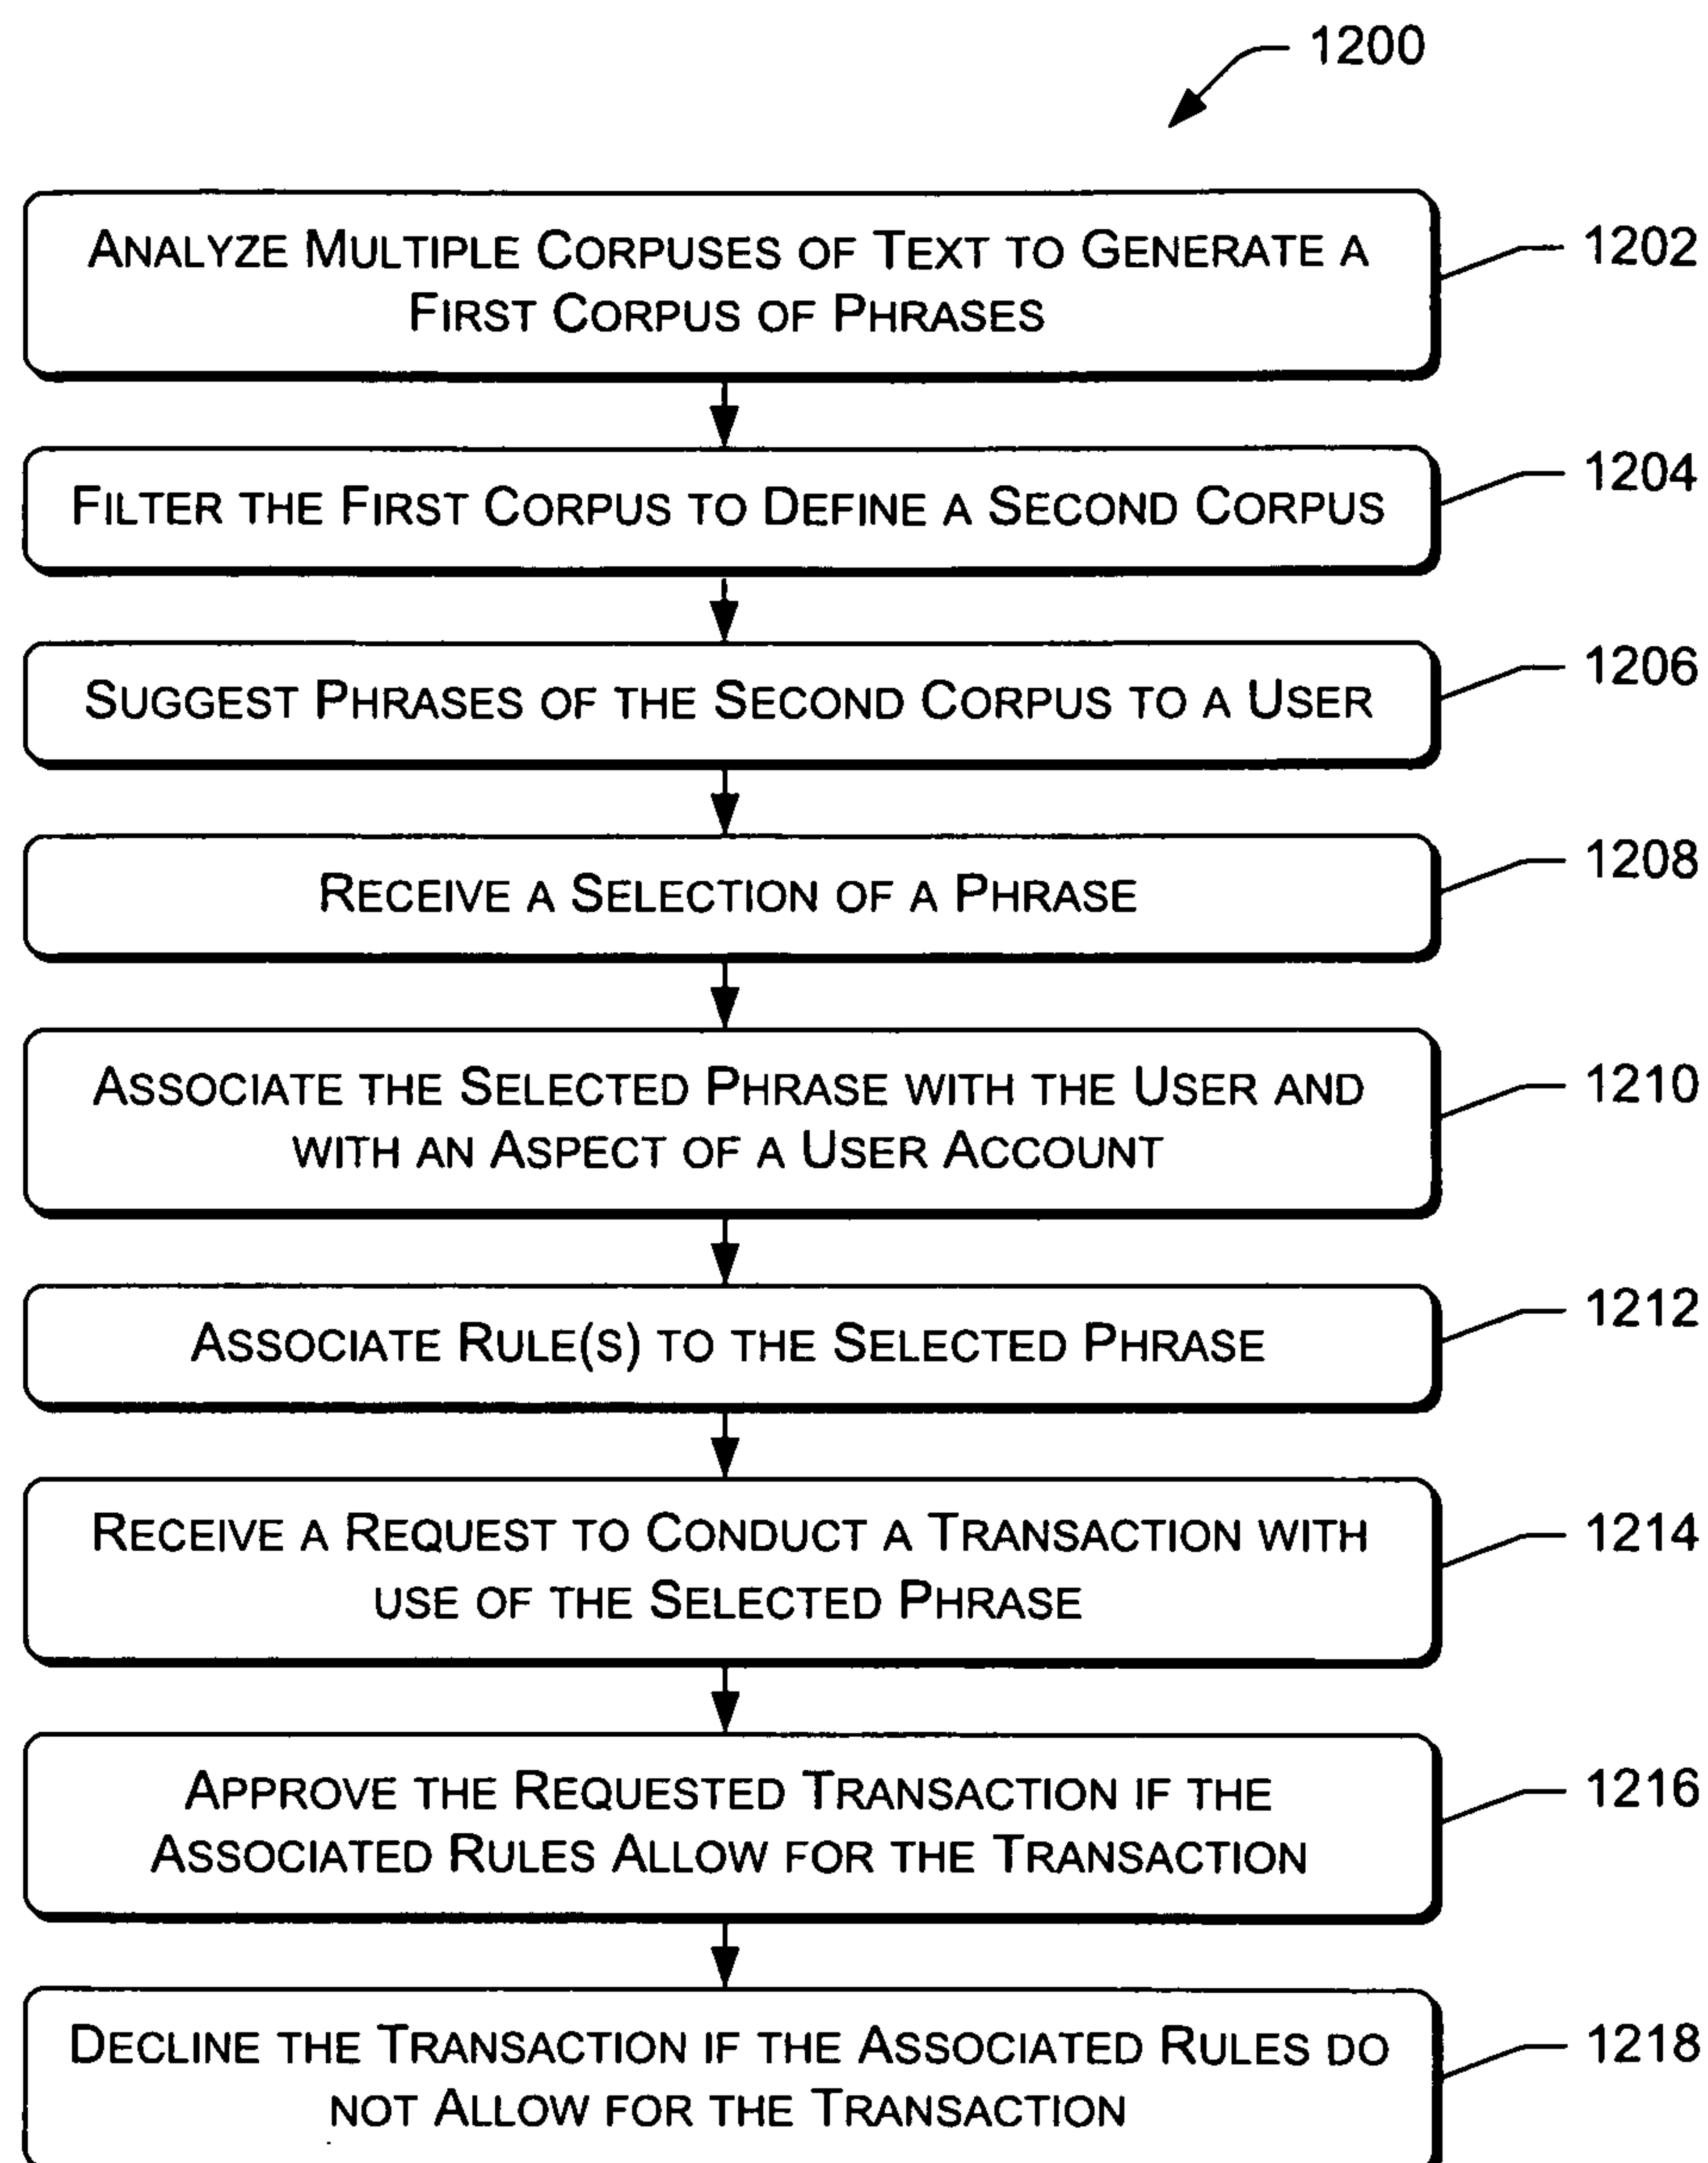 1200
ANALYZE MULTIPLE CORPUSES OF TEXT TO GENERATE A
FIRST CORPUS OF PHRASES
1202
FILTER THE FIRST CORPUS TO DEFINE A SECOND CORPUS
1204
SUGGEST PHRASES OF THE SECOND CORPUS TO A USER
1206
RECEIVE A SELECTION OF A PHRASE
1208
ASSOCIATE THE SELECTED PHRASE WITH THE USER AND
WITH AN ASPECT OF A USER ACCOUNT
1210
ASSOCIATE RULE(S) TO THE SELECTED PHRASE
1212
RECEIVE A REQUEST TO CONDUCT A TRANSACTION WITH
USE OF THE SELECTED PHRASE
1214
APPROVE THE REQUESTED TRANSACTION IF THE
ASSOCIATED RULES ALLOW FOR THE TRANSACTION
1216
DECLINE THE TRANSACTION IF THE ASSOCIATED RULES DO
NOT ALLOW FOR THE TRANSACTION
1218